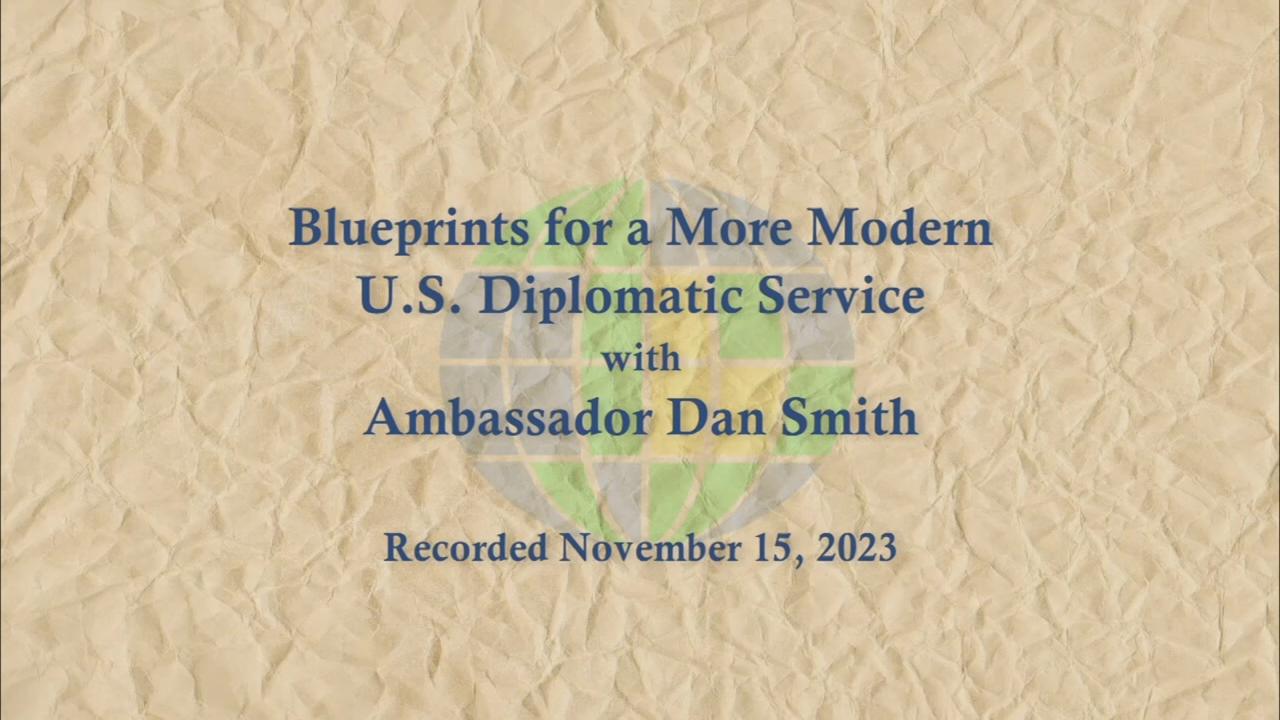 Blueprints for a More Modern
U.S. Diplomatic Service
with
Ambassador Dan Smith
Recorded November 15, 2023